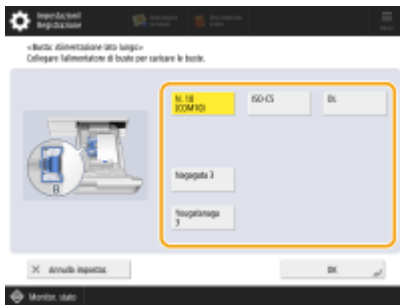 Impostazioni/
Registrazione
<Busta: Alimentazione lato lungo>
Collegare l'alimentatore di buste per caricare le buste.
N. 10
(COM10)
ISO-C5
DL
Nagagata 3
Yougatanaga
3
B
Annulla impostaz.
OK
Monitor. stato